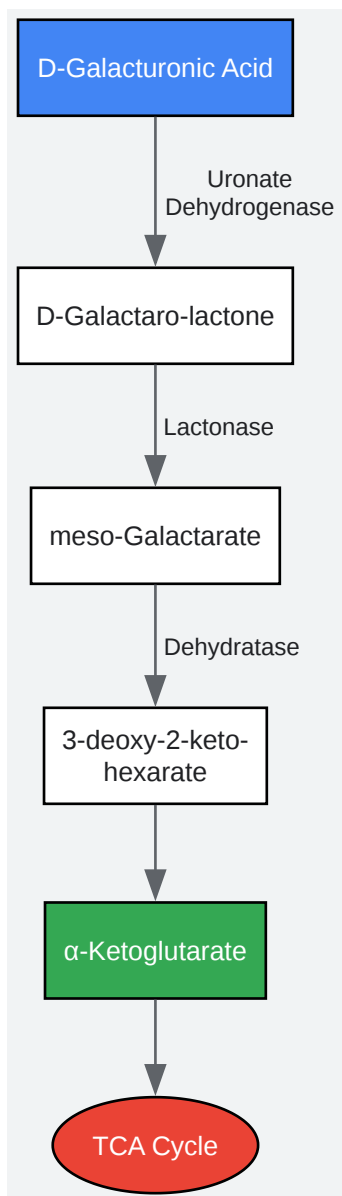 D-Galacturonic Acid
Uronate
Dehydrogenase
D-Galactaro-lactone
Lactonase
meso-Galactarate
Dehydratase
3-deoxy-2-keto-
hexarate
α-Ketoglutarate
TCA Cycle